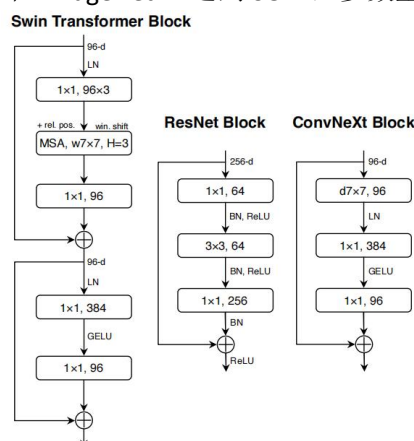 Swin Transformer Block
96-d
LN
1×1, 96×3
+ rel. pos. win. shift
MSA, w7×7, H=3
1×1, 96
96-d
LN
1×1, 384
GELU
1×1, 96
ResNet Block
256-d
1×1, 64
BN, ReLU
3×3, 64
BN, ReLU
1×1, 256
BN
ReLU
ConvNeXt Block
96-d
d7×7, 96
LN
1×1, 384
GELU
1×1, 96